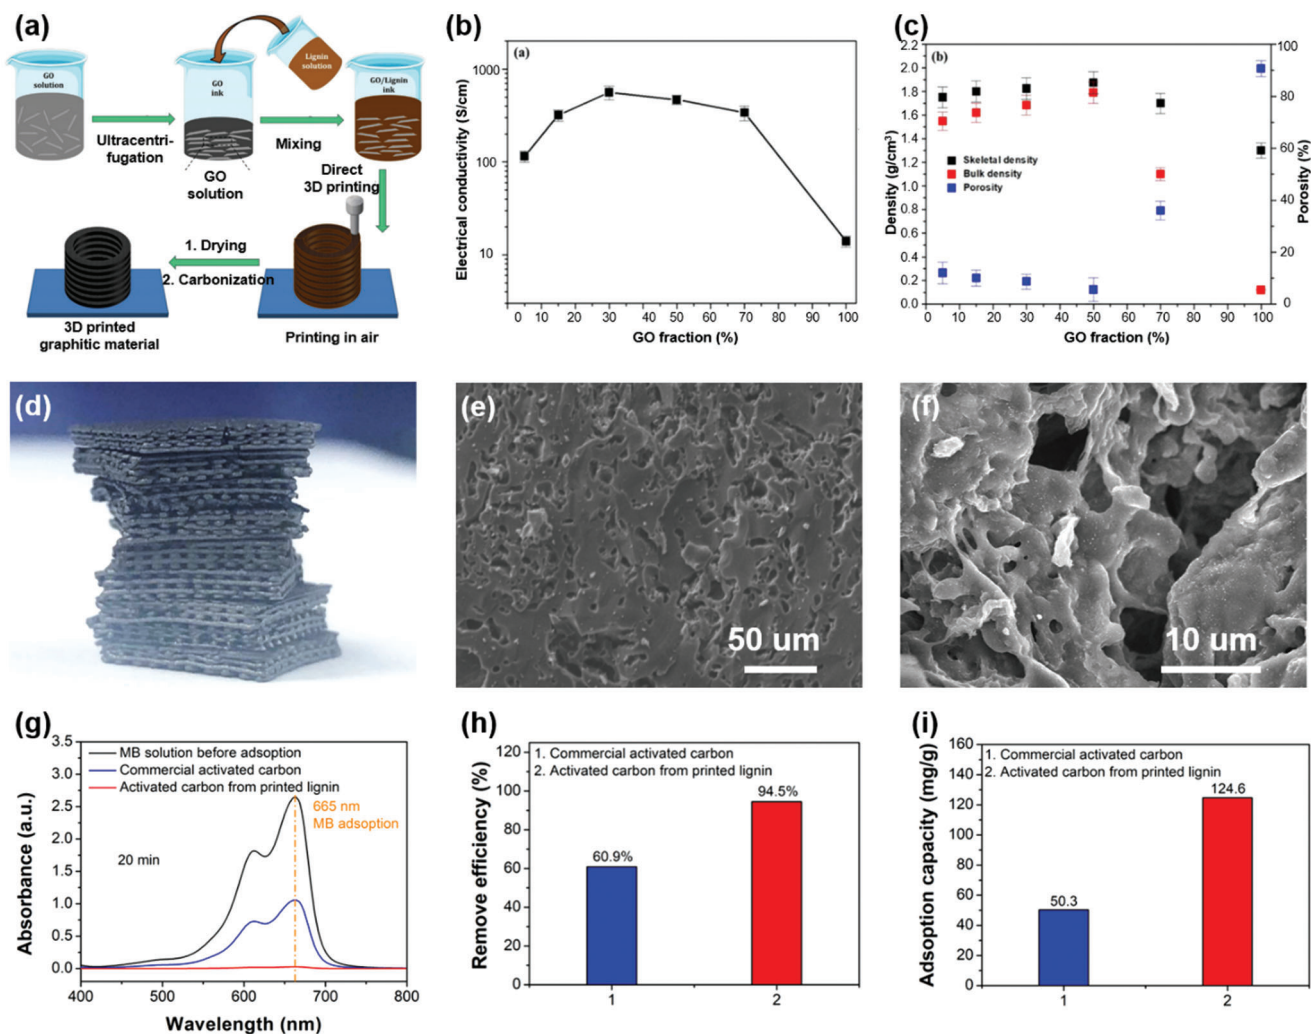 (a)
GO
solution
GO
ink
Lignin
solution
GO/Lignin
ink
Ultracentri-
fugation
Mixing
GO
solution
Direct
3D printing
1. Drying
2. Carbonization
3D printed
graphitic material
Printing in air
(b)
(a)
Electrical conductivity (S/cm)
1000
100
10
0 10 20 30 40 50 60 70 80 90 100
GO fraction (%)
(c)
(b)
Density (g/cm³)
2.2
2.0
1.8
1.6
1.4
1.2
1.0
0.8
0.6
0.4
0.2
0.0
Skeletal density
Bulk density
Porosity
0 10 20 30 40 50 60 70 80 90 100
GO fraction (%)
100
80
60
40
20
0
Porosity (%)
(d)
(e)
50 um
(f)
10 um
(g)
Absorbance (a.u.)
3.5
3.0
2.5
2.0
1.5
1.0
0.5
0.0
MB solution before adsoption
Commercial activated carbon
Activated carbon from printed lignin
665 nm
MB adsoption
20 min
400 500 600 700 800
Wavelength (nm)
(h)
Remove efficiency (%)
120
100
80
60
40
20
0
1. Commercial activated carbon
2. Activated carbon from printed lignin
60.9%
94.5%
1 2
(i)
Adsoption capacity (mg/g)
160
140
120
100
80
60
40
20
0
1. Commercial activated carbon
2. Activated carbon from printed lignin
50.3
124.6
1 2